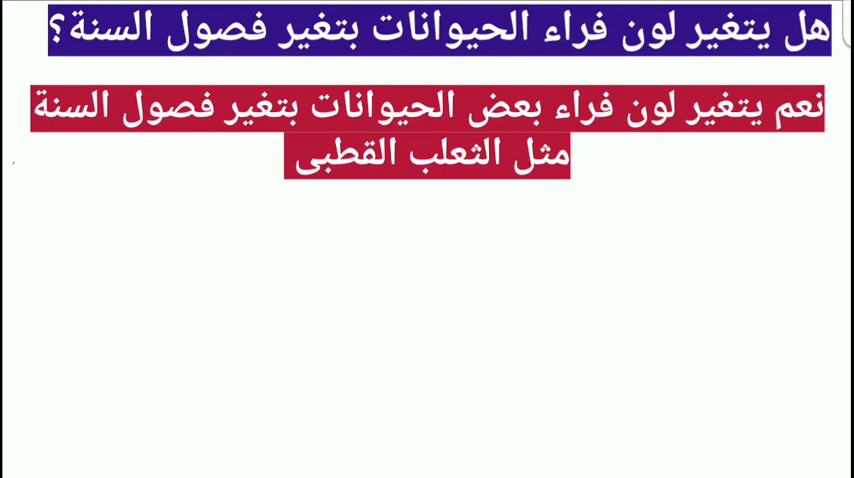 هل يتغير لون فراء الحيوانات بتغير فصول السنة؟
نعم يتغير لون فراء بعض الحيوانات بتغير فصول السنة
مثل الثعلب القطبى